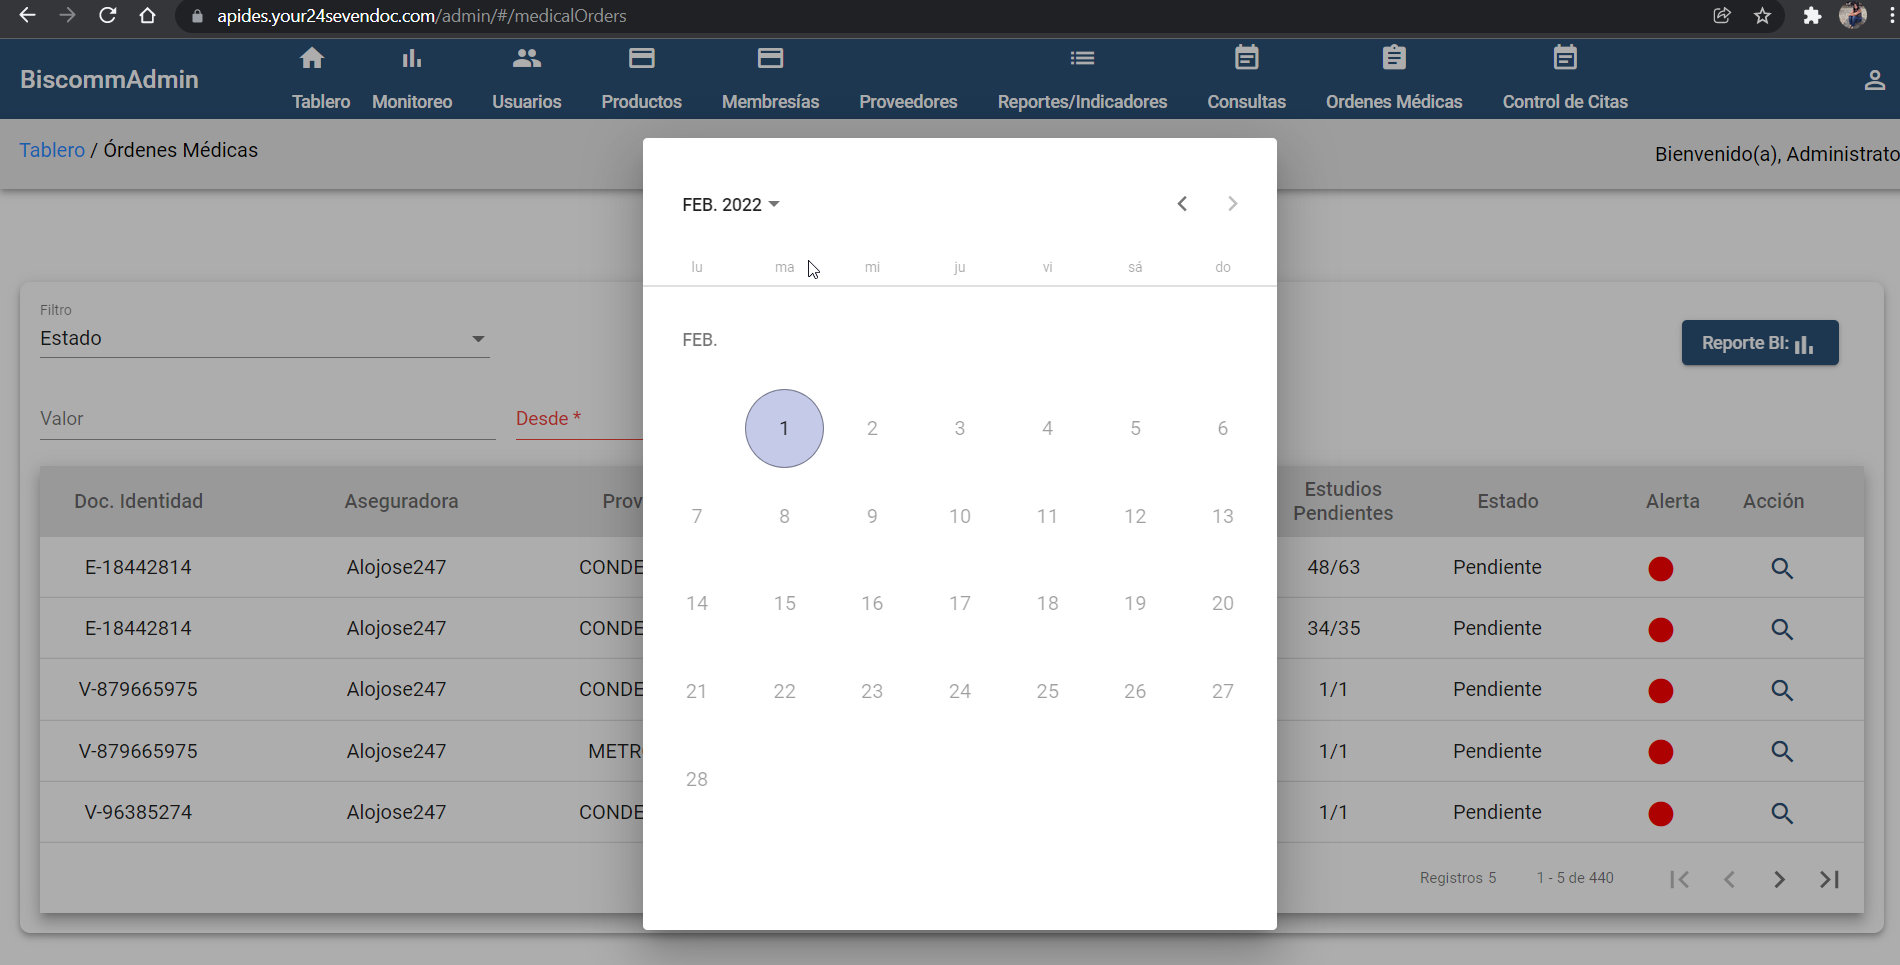 apides.your24sevendoc.com/admin/#/medicalOrders
BiscommAdmin
Tablero
Monitoreo
Usuarios
Productos
Membresías
Proveedores
Reportes/Indicadores
Consultas
Ordenes Médicas
Control de Citas
Tablero / Órdenes Médicas
Bienvenido(a), Administrato
FEB. 2022
lu ma mi ju vi sá do
FEB.
1 2 3 4 5 6
7 8 9 10 11 12 13
14 15 16 17 18 19 20
21 22 23 24 25 26 27
28
Filtro
Estado
Reporte BI:
Valor
Desde *
Doc. Identidad Aseguradora Prov Estudios Pendientes Estado Alerta Acción
E-18442814 Alojose247 CONDE 48/63 Pendiente
E-18442814 Alojose247 CONDE 34/35 Pendiente
V-879665975 Alojose247 CONDE 1/1 Pendiente
V-879665975 Alojose247 METR 1/1 Pendiente
V-96385274 Alojose247 CONDE 1/1 Pendiente
Registros 5 1 - 5 de 440